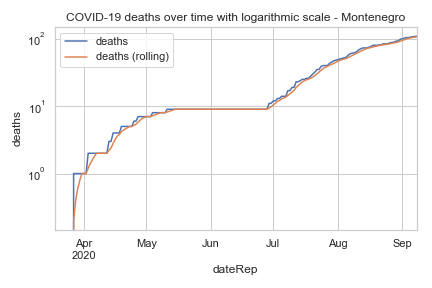 COVID-19 deaths over time with logarithmic scale - Montenegro
deaths
deaths (rolling)
10²
10¹
10⁰
deaths
Apr
2020
May
Jun
Jul
Aug
Sep
dateRep